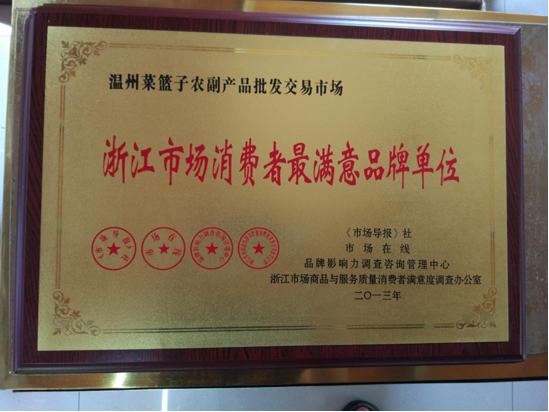 温州菜篮子农副产品批发交易市场
浙江市场消费者最满意品牌单位
《市场导报》社
市场在线
品牌影响力调查咨询管理中心
浙江市场商品与服务质量消费者满意度调查办公室
二〇一三年